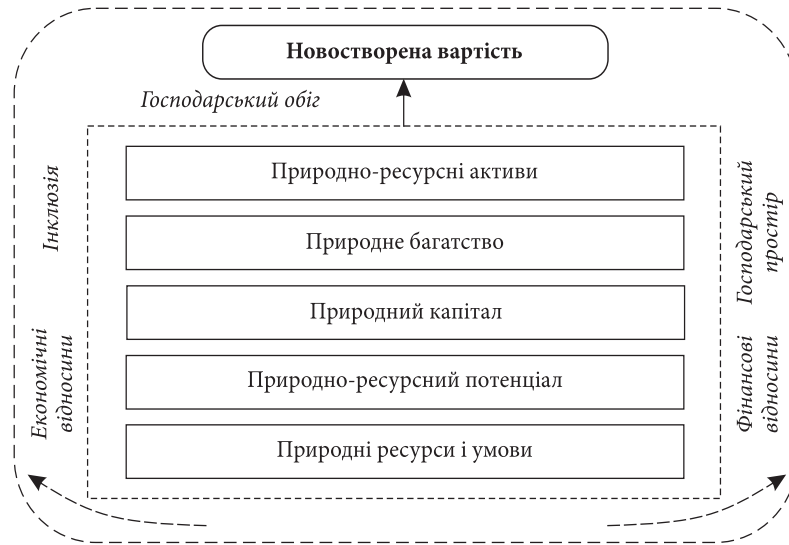 Новостворена вартість
Господарський обіг
Інклюзія
Економічні
відносини
Природно-ресурсні активи
Природне багатство
Природний капітал
Природно-ресурсний потенціал
Природні ресурси і умови
Господарський
простір
Фінансові
відносини